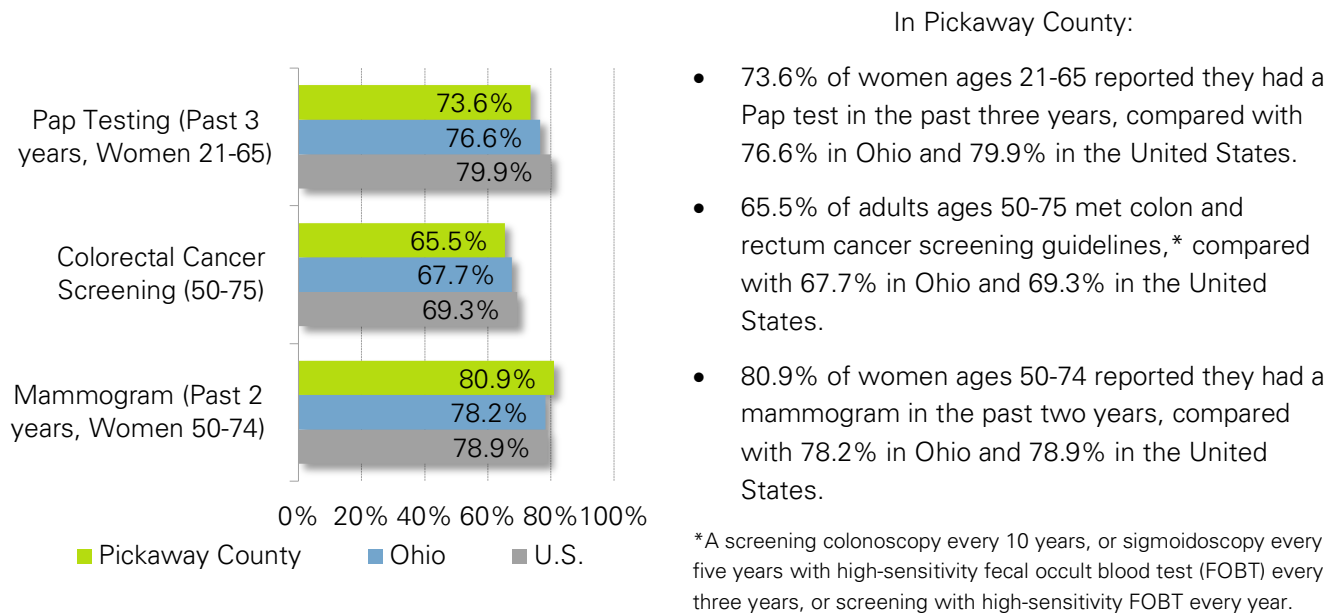 Pap Testing (Past 3
years, Women 21-65)
73.6%
76.6%
79.9%
Colorectal Cancer
Screening (50-75)
65.5%
67.7%
69.3%
Mammogram (Past 2
years, Women 50-74)
80.9%
78.2%
78.9%
0% 20% 40% 60% 80% 100%
Pickaway County Ohio U.S.
In Pickaway County:
• 73.6% of women ages 21-65 reported they had a
Pap test in the past three years, compared with
76.6% in Ohio and 79.9% in the United States.
• 65.5% of adults ages 50-75 met colon and
rectum cancer screening guidelines,* compared
with 67.7% in Ohio and 69.3% in the United
States.
• 80.9% of women ages 50-74 reported they had a
mammogram in the past two years, compared
with 78.2% in Ohio and 78.9% in the United
States.
*A screening colonoscopy every 10 years, or sigmoidoscopy every
five years with high-sensitivity fecal occult blood test (FOBT) every
three years, or screening with high-sensitivity FOBT every year.